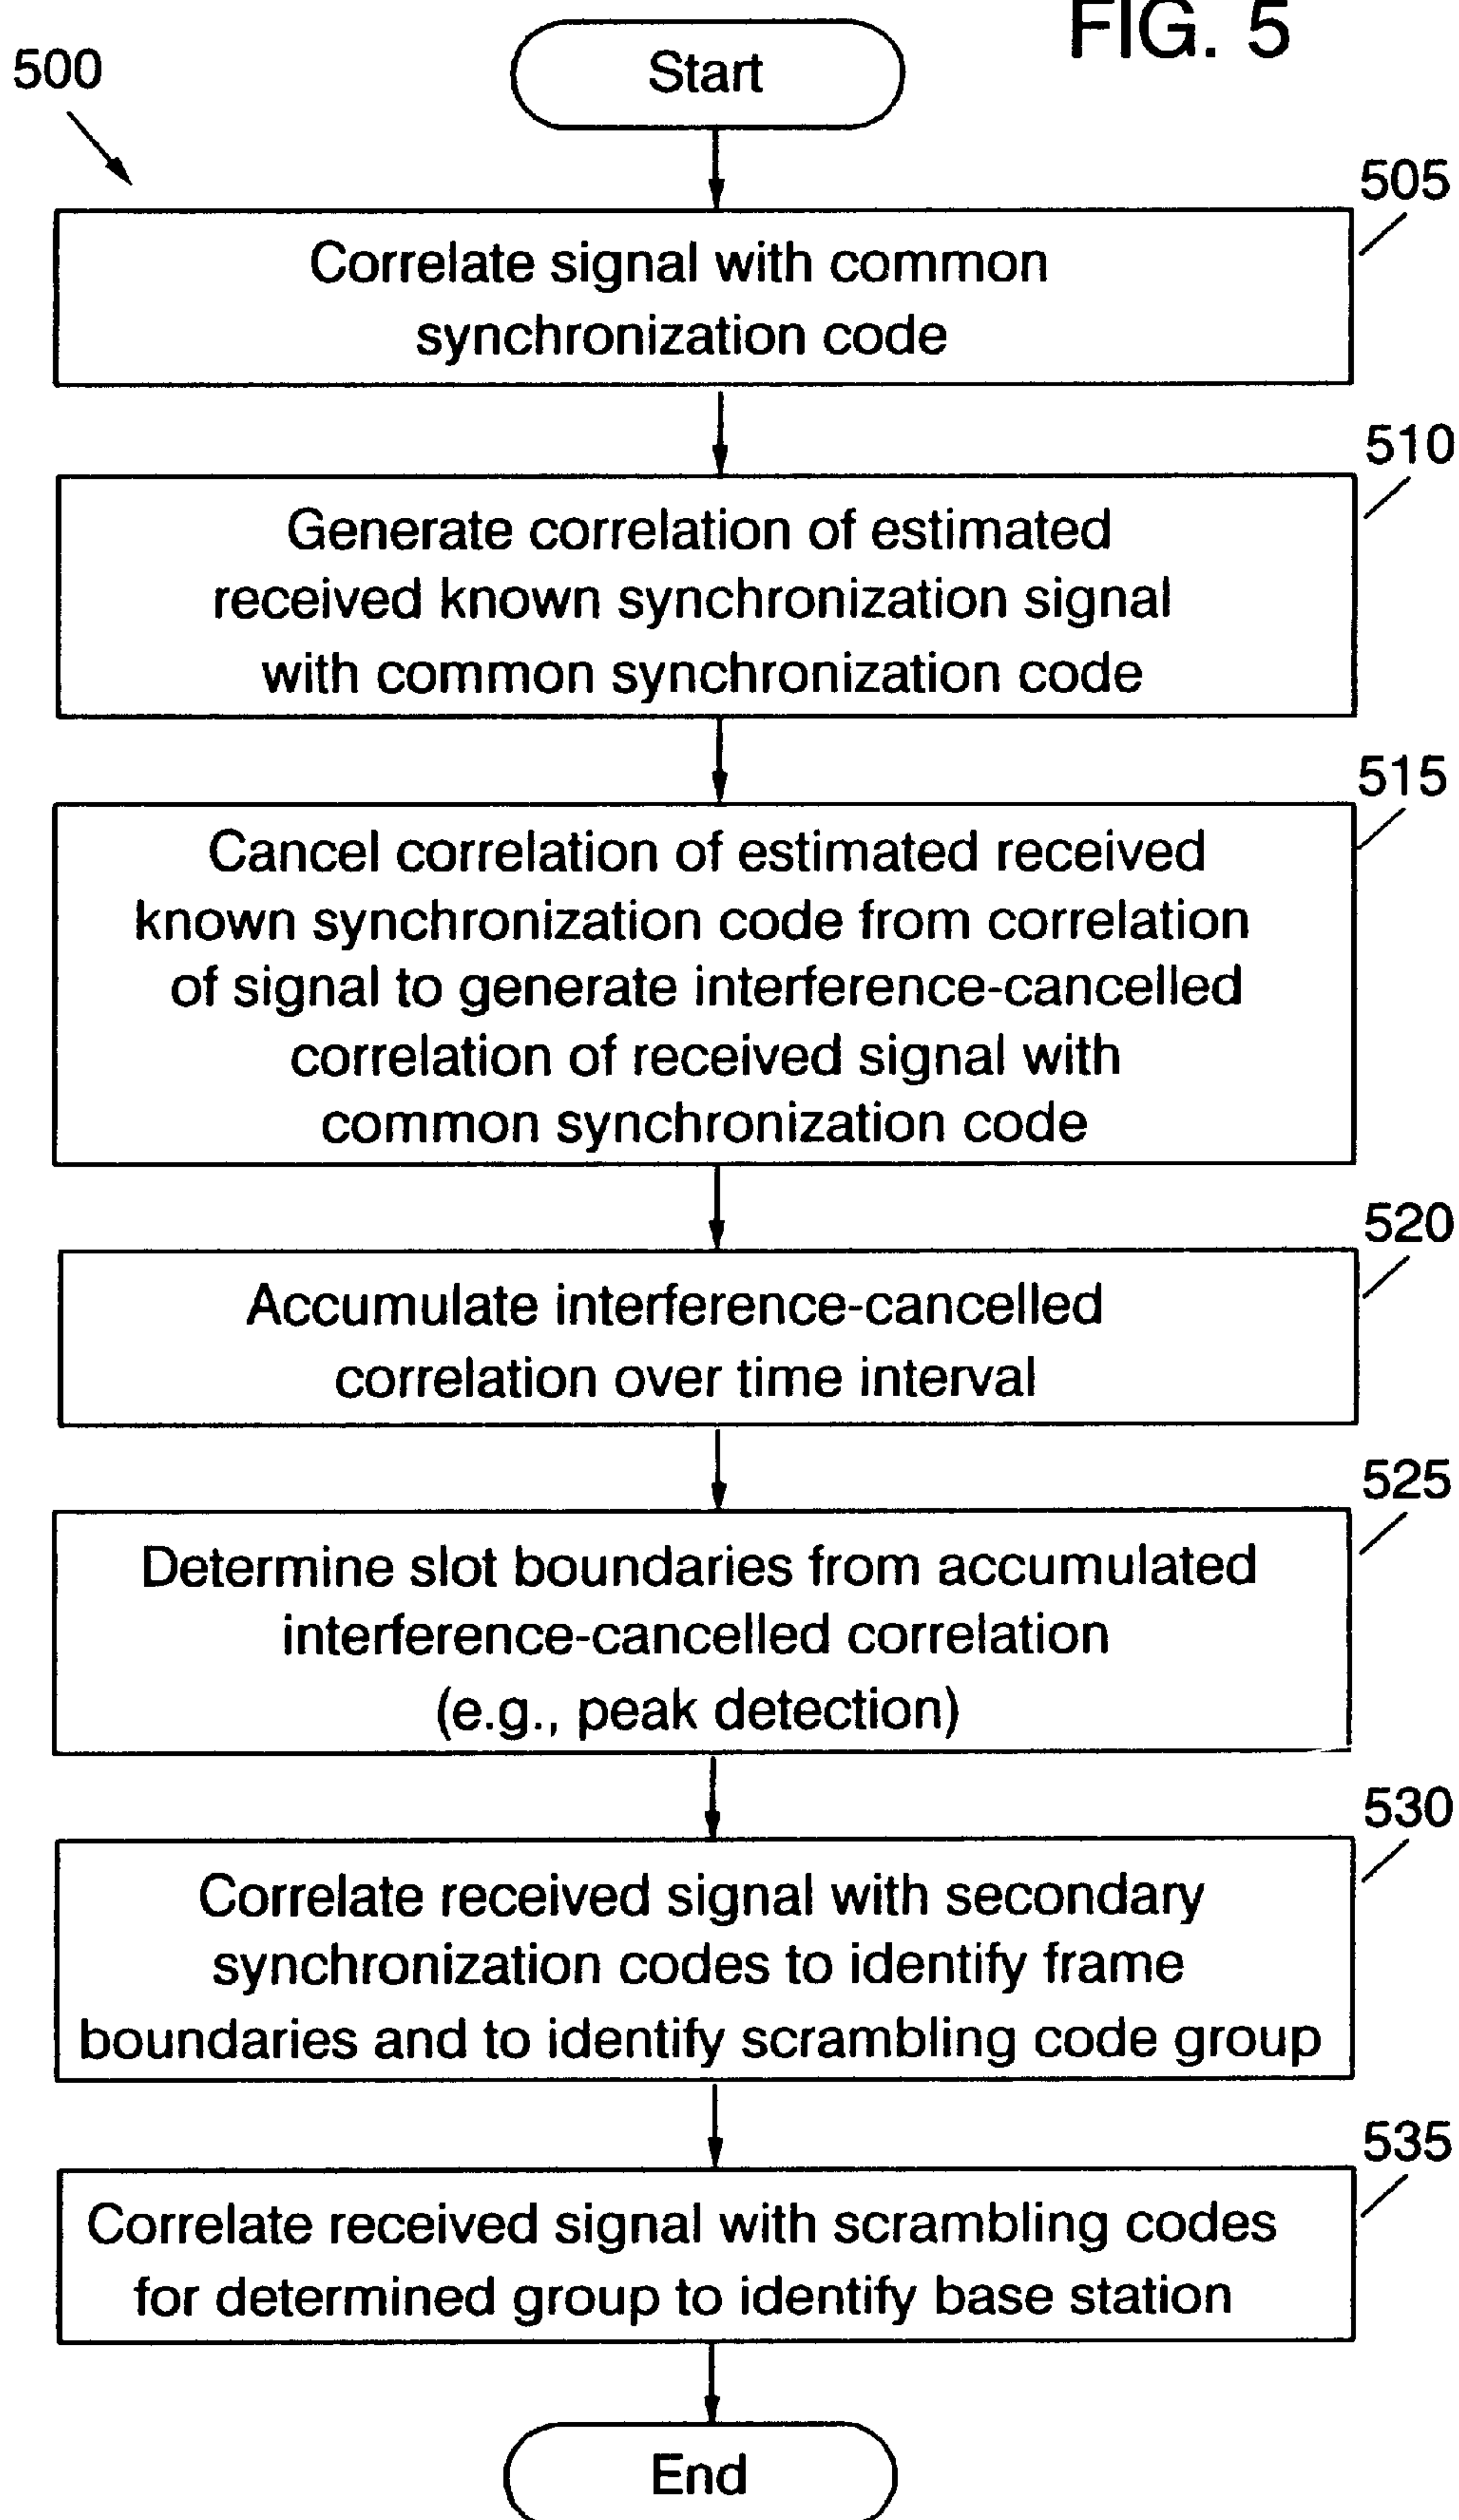 FIG. 5
500
Start
505
Correlate signal with common
synchronization code
510
Generate correlation of estimated
received known synchronization signal
with common synchronization code
515
Cancel correlation of estimated received
known synchronization code from correlation
of signal to generate interference-cancelled
correlation of received signal with
common synchronization code
520
Accumulate interference-cancelled
correlation over time interval
525
Determine slot boundaries from accumulated
interference-cancelled correlation
(e.g., peak detection)
530
Correlate received signal with secondary
synchronization codes to identify frame
boundaries and to identify scrambling code group
535
Correlate received signal with scrambling codes
for determined group to identify base station
End